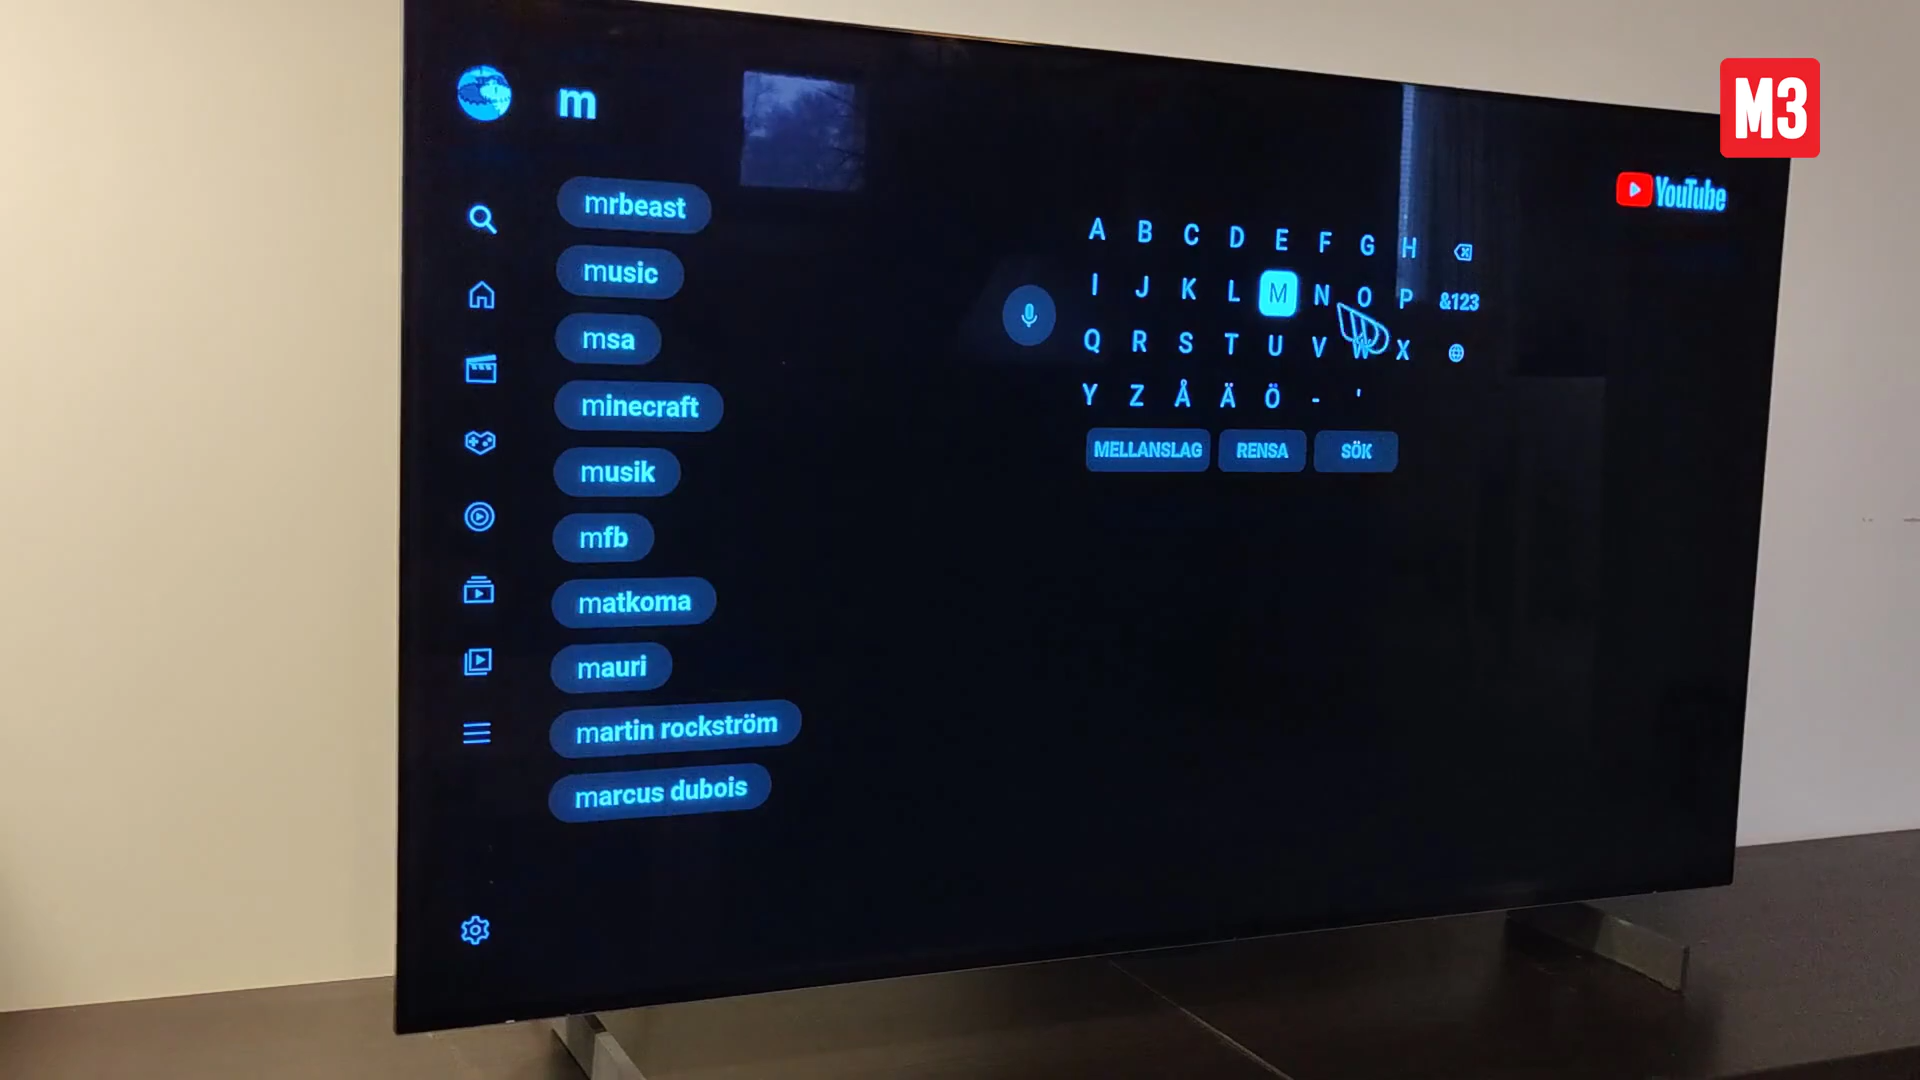 M3
m
YouTube
mrbeast
music
msa
minecraft
musik
mfb
matkoma
mauri
martin rockström
marcus dubois
A B C D E F G H
I J K L M N O P &123
Q R S T U V W X
Y Z Å Ä Ö - '
MELLANSLAG RENSA SÖK